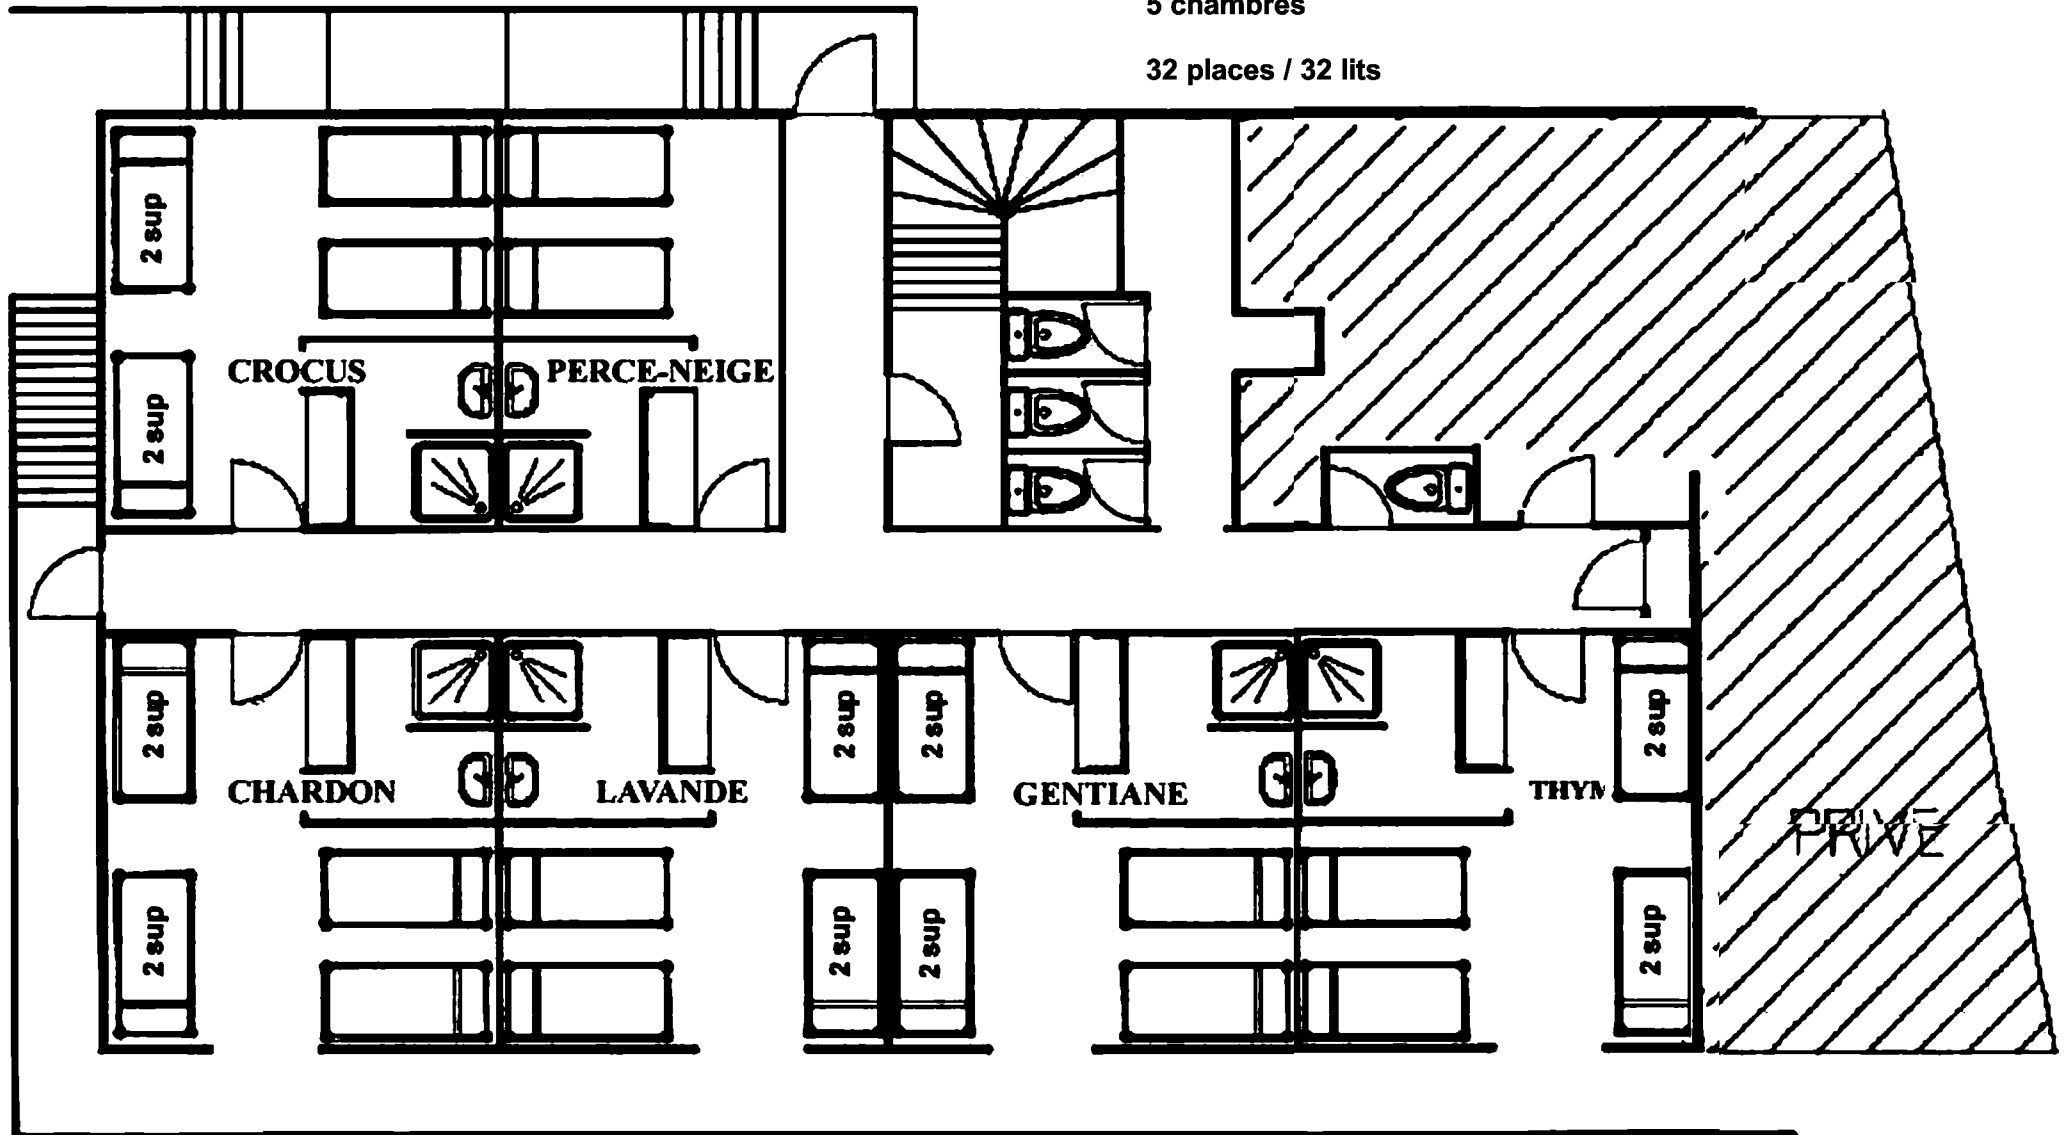 5 chambres
32 places / 32 lits
2 sup
2 sup
CROCUS
PERCE-NEIGE
2 sup
2 sup
2 sup
2 sup
CHARDON
LAVANDE
GENTIANE
THYM
PRIVE
2 sup
2 sup
2 sup
2 sup